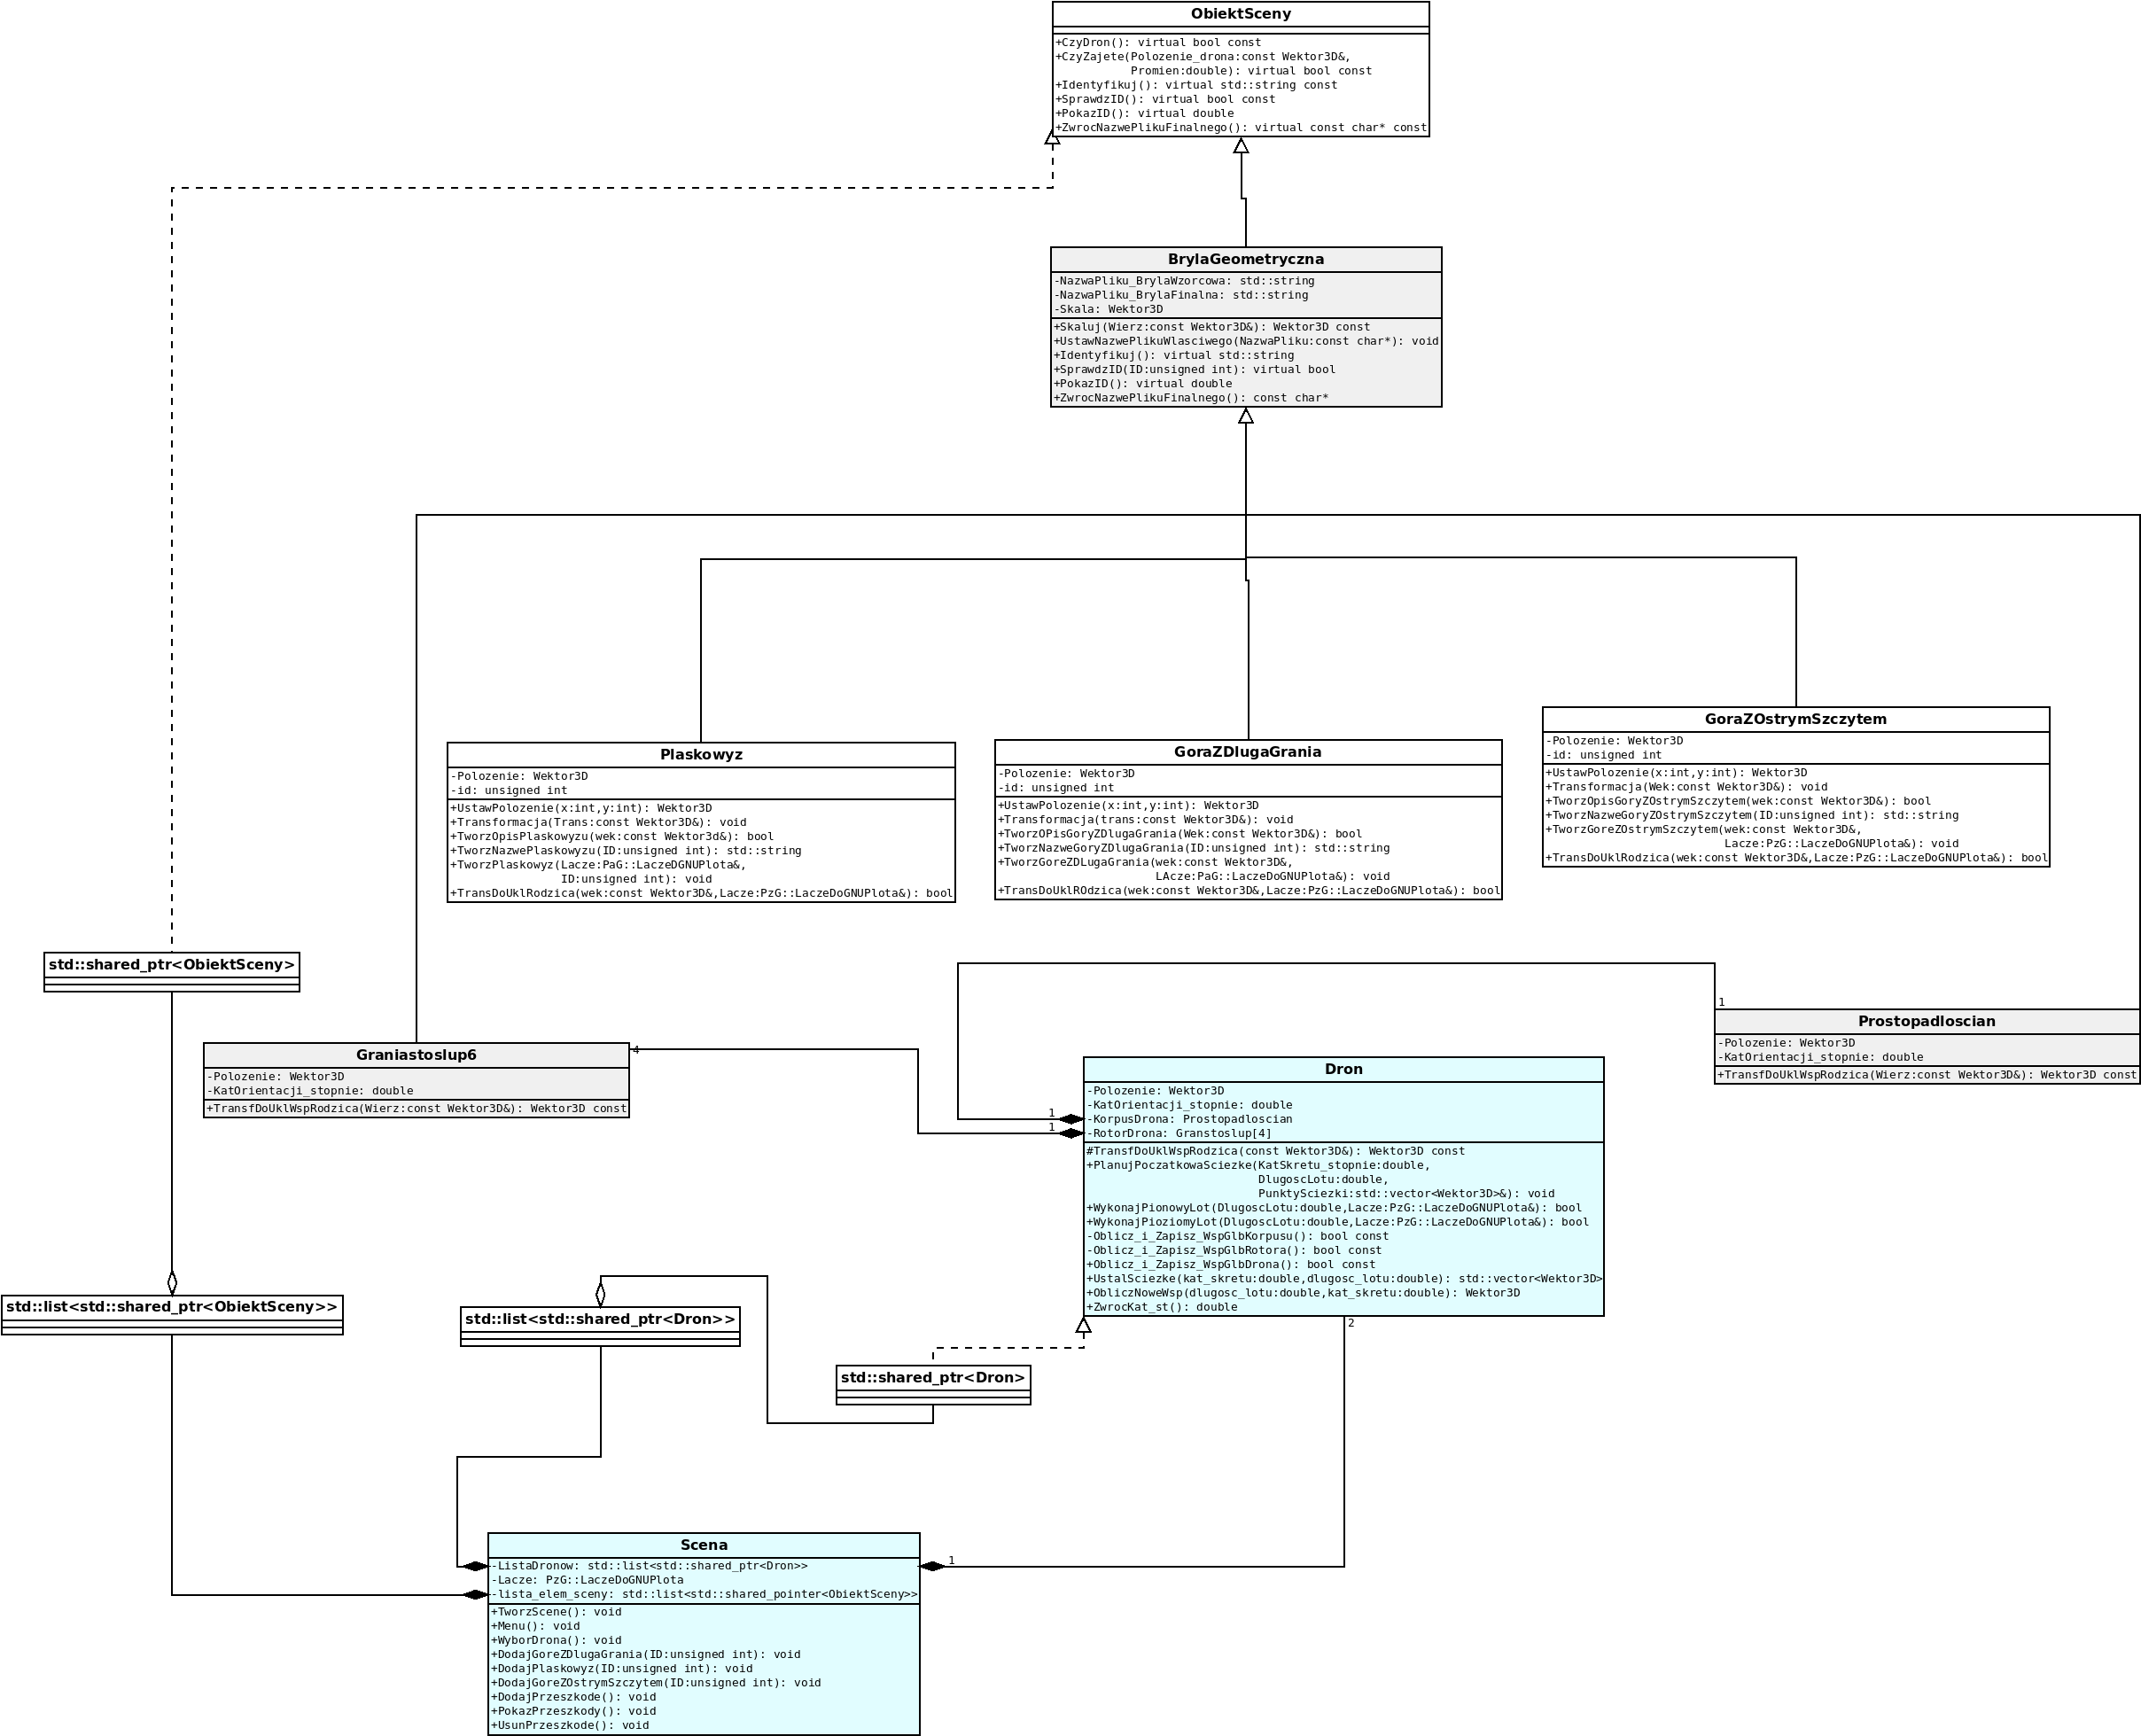 ObiektSceny
+CzyDron(): virtual bool const
+CzyZajete(Polozenie_drona:const Wektor3D&,
Promien:double): virtual bool const
+Identyfikuj(): virtual std::string const
+SprawdzID(): virtual bool const
+PokazID(): virtual double
+ZwrocNazwePlikuFinalnego(): virtual const char* const
BrylaGeometryczna
-NazwaPliku_BrylaWzorcowa: std::string
-NazwaPliku_BrylaFinalna: std::string
-Skala: Wektor3D
+Skaluj(Wierz:const Wektor3D&): Wektor3D const
+UstawNazwePlikuWlasciwego(NazwaPliku:const char*): void
+Identyfikuj(): virtual std::string
+SprawdzID(ID:unsigned int): virtual bool
+PokazID(): virtual double
+ZwrocNazwePlikuFinalnego(): const char*
Plaskowyz
-Polozenie: Wektor3D
-id: unsigned int
+UstawPolozenie(x:int,y:int): Wektor3D
+Transformacja(Trans:const Wektor3D&): void
+TworzOpisPlaskowyzu(wek:const Wektor3d&): bool
+TworzNazwePlaskowyzu(ID:unsigned int): std::string
+TworzPlaskowyz(Lacze:PaG::LaczeDGNUPlota&,
ID:unsigned int): void
+TransDoUklRodzica(wek:const Wektor3D&,Lacze:PzG::LaczeDoGNUPlota&): bool
GoraZDlugaGrania
-Polozenie: Wektor3D
-id: unsigned int
+UstawPolozenie(x:int,y:int): Wektor3D
+Transformacja(trans:const Wektor3D&): void
+TworzOPisGoryZDlugaGrania(Wek:const Wektor3D&): bool
+TworzNazweGoryZDlugaGrania(ID:unsigned int): std::string
+TworzGoreZDLugaGrania(wek:const Wektor3D&,
LAcze:PaG::LaczeDoGNUPlota&): void
+TransDoUklROdzica(wek:const Wektor3D&,Lacze:PzG::LaczeDoGNUPlota&): bool
GoraZOstrymSzczytem
-Polozenie: Wektor3D
-id: unsigned int
+UstawPolozenie(x:int,y:int): Wektor3D
+Transformacja(Wek:const Wektor3D&): void
+TworzOpisGoryZOstrymSzczytem(wek:const Wektor3D&): bool
+TworzNazweGoryZOstrymSzczytem(ID:unsigned int): std::string
+TworzGoreZOstrymSzczytem(wek:const Wektor3D&,
Lacze:PzG::LaczeDoGNUPlota&): void
+TransDoUklRodzica(wek:const Wektor3D&,Lacze:PzG::LaczeDoGNUPlota&): bool
std::shared_ptr<ObiektSceny>
1
Prostopadloscian
-Polozenie: Wektor3D
-KatOrientacji_stopnie: double
+TransfDoUklWspRodzica(Wierz:const Wektor3D&): Wektor3D const
4
Graniastoslup6
-Polozenie: Wektor3D
-KatOrientacji_stopnie: double
+TransfDoUklWspRodzica(Wierz:const Wektor3D&): Wektor3D const
1
1
Dron
-Polozenie: Wektor3D
-KatOrientacji_stopnie: double
-KorpusDrona: Prostopadloscian
-RotorDrona: Granstoslup[4]
#TransfDoUklWspRodzica(const Wektor3D&): Wektor3D const
+PlanujPoczatkowaSciezke(KatSkretu_stopnie:double,
DlugoscLotu:double,
PunktySciezki:std::vector<Wektor3D>&): void
+WykonajPionowyLot(DlugoscLotu:double,Lacze:PzG::LaczeDoGNUPlota&): bool
+WykonajPioziomyLot(DlugoscLotu:double,Lacze:PzG::LaczeDoGNUPlota&): bool
-Oblicz_i_Zapisz_WspGlbKorpusu(): bool const
-Oblicz_i_Zapisz_WspGlbRotora(): bool const
+Oblicz_i_Zapisz_WspGlbDrona(): bool const
+UstalSciezke(kat_skretu:double,dlugosc_lotu:double): std::vector<Wektor3D>
+ObliczNoweWsp(dlugosc_lotu:double,kat_skretu:double): Wektor3D
+ZwrocKat_st(): double
2
std::list<std::shared_ptr<ObiektSceny>>
std::list<std::shared_ptr<Dron>>
std::shared_ptr<Dron>
1
Scena
-ListaDronow: std::list<std::shared_ptr<Dron>>
-Lacze: PzG::LaczeDoGNUPlota
-lista_elem_sceny: std::list<std::shared_pointer<ObiektSceny>>
+TworzScene(): void
+Menu(): void
+WyborDrona(): void
+DodajGoreZDlugaGrania(ID:unsigned int): void
+DodajPlaskowyz(ID:unsigned int): void
+DodajGoreZOstrymSzczytem(ID:unsigned int): void
+DodajPrzeszkode(): void
+PokazPrzeszkody(): void
+UsunPrzeszkode(): void